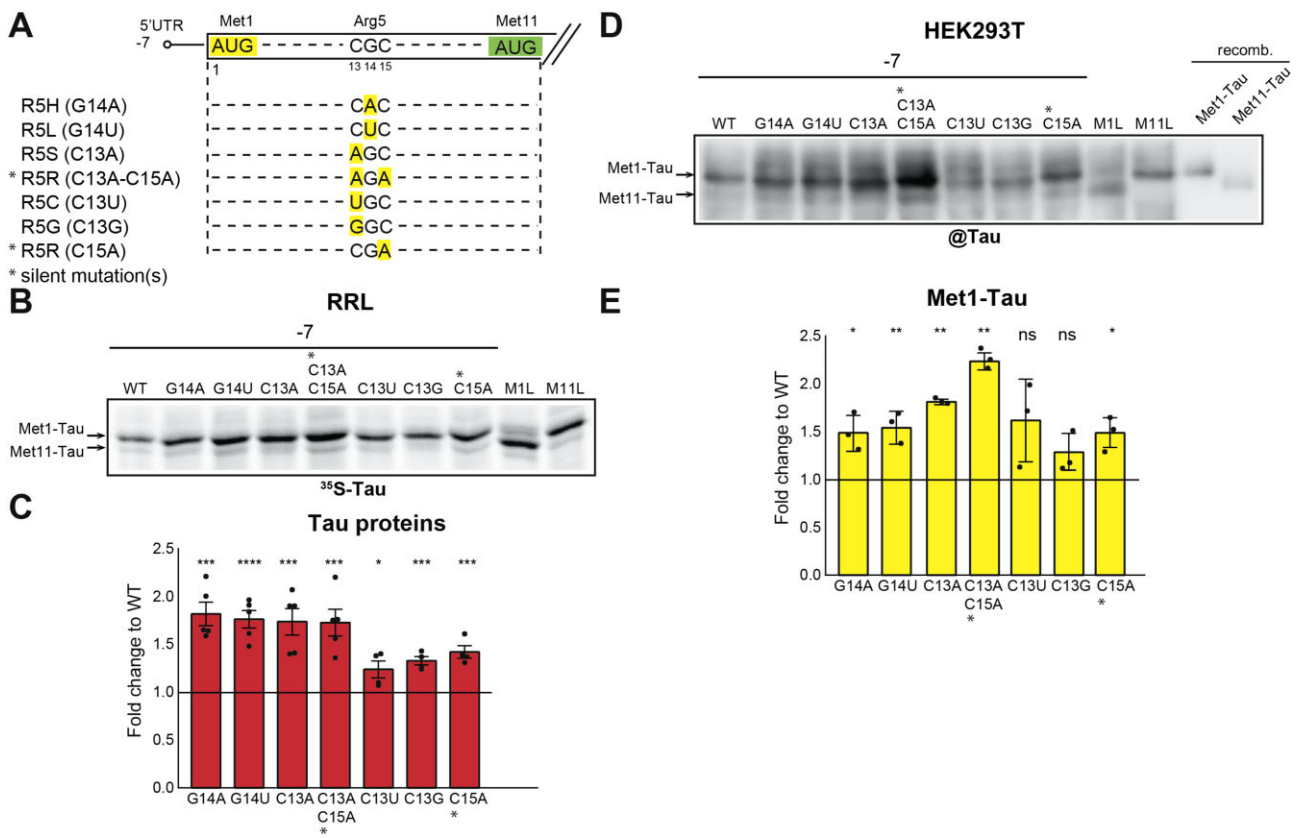 A
5'UTR
-7
Met1
Arg5
Met11
AUG
CGC
AUG
1
13 14 15
R5H (G14A)
CAC
R5L (G14U)
CUC
R5S (C13A)
AGC
* R5R (C13A-C15A)
AGA
R5C (C13U)
UGC
R5G (C13G)
GGC
* R5R (C15A)
CGA
* silent mutation(s)
B
RRL
-7
WT
G14A
G14U
C13A
*
C13A
C15A
C13U
C13G
*
C15A
M1L
M11L
Met1-Tau
Met11-Tau
³⁵S-Tau
C
Tau proteins
Fold change to WT
2.5
2.0
1.5
1.0
0.0
***
****
***
***
*
***
***
G14A
G14U
C13A
C13A
C15A
*
C13U
C13G
C15A
*
D
HEK293T
-7
recomb.
Met1-Tau
Met11-Tau
WT
G14A
G14U
C13A
*
C13A
C15A
C13U
C13G
*
C15A
M1L
M11L
Met1-Tau
Met11-Tau
@Tau
E
Met1-Tau
Fold change to WT
2.5
2.0
1.5
1.0
0.0
*
**
**
**
ns
ns
*
G14A
G14U
C13A
C13A
C15A
*
C13U
C13G
C15A
*